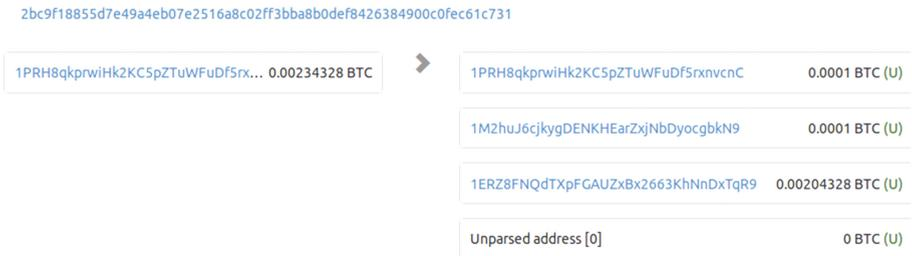 2bc9f18855d7e49a4eb07e2516a8c02ff3bba8b0def8426384900c0fec61c731
1PRH8qkprwiHk2KC5pZTuWFuDf5rx... 0.00234328 BTC
1PRH8qkprwiHk2KC5pZTuWFuDf5rxnvcnC 0.0001 BTC (U)
1M2huJ6cjkygDENKHEarZxjNbDyocgbkN9 0.0001 BTC (U)
1ERZ8FNQdTXpFGAUZxBx2663KhNnDxTqR9 0.00204328 BTC (U)
Unparsed address [0] 0 BTC (U)